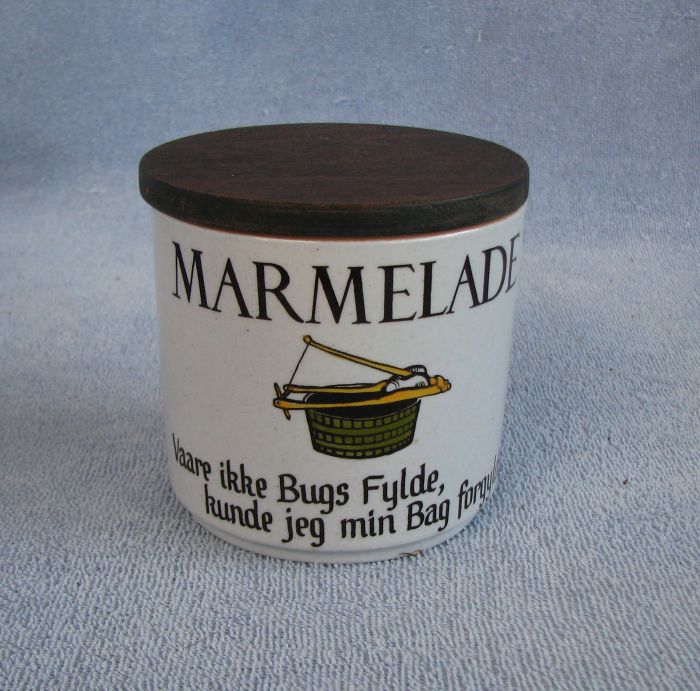 MARMELADE
Vaare ikke Bugs Fylde,
kunde jeg min Bag